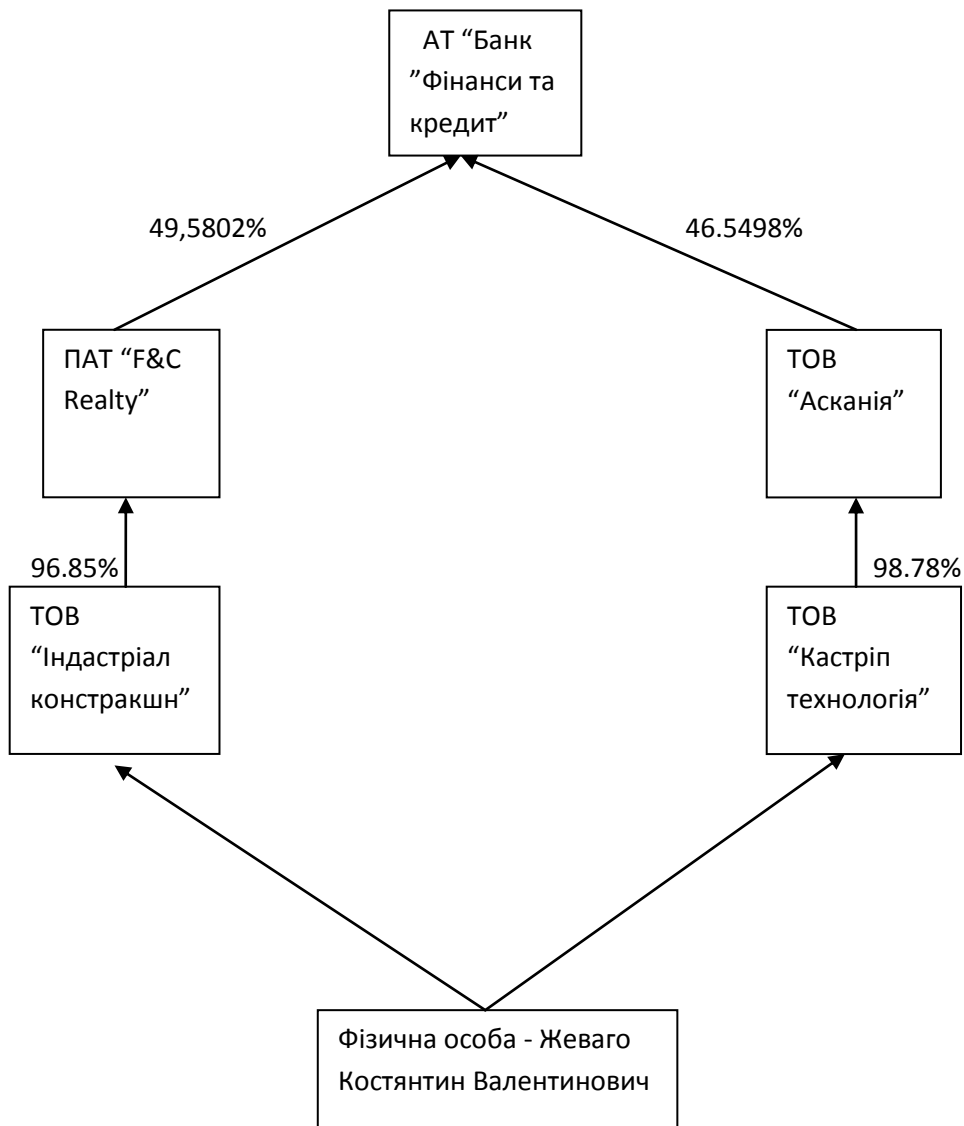 АТ “Банк
”Фінанси та
кредит”
49,5802%
46.5498%
ПАТ “F&C
Realty”
ТОВ
“Асканія”
96.85%
98.78%
ТОВ
“Індастріал
констракшн”
ТОВ
“Кастріп
технологія”
Фізична особа - Жеваго
Костянтин Валентинович